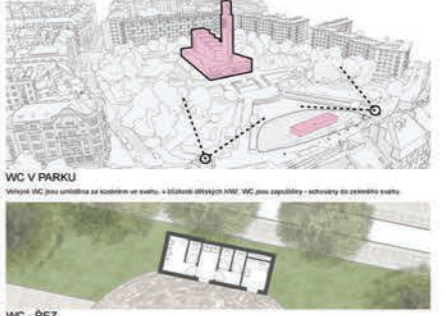 WC V PARKU
Veřejné WC jsou umístěna za kostelem ve svahu, v blízkosti dětských hřišť. WC jsou zapuštěny - schovány do zeleného svahu.
WC - ŘEZ